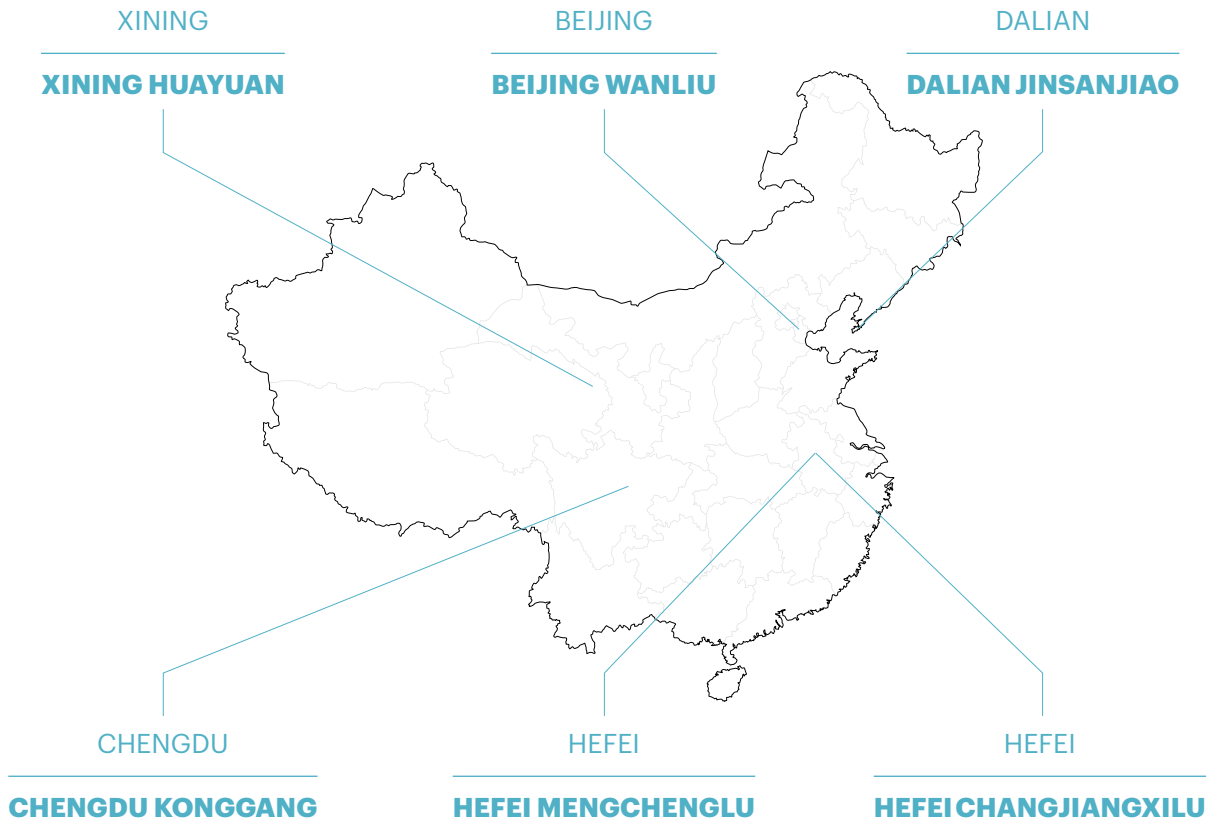 XINING
XINING HUAYUAN
BEIJING
BEIJING WANLIU
DALIAN
DALIAN JINSANJIAO
CHENGDU
CHENGDU KONGGANG
HEFEI
HEFEI MENGCHENGLU
HEFEI
HEFEI CHANGJIANGXILU